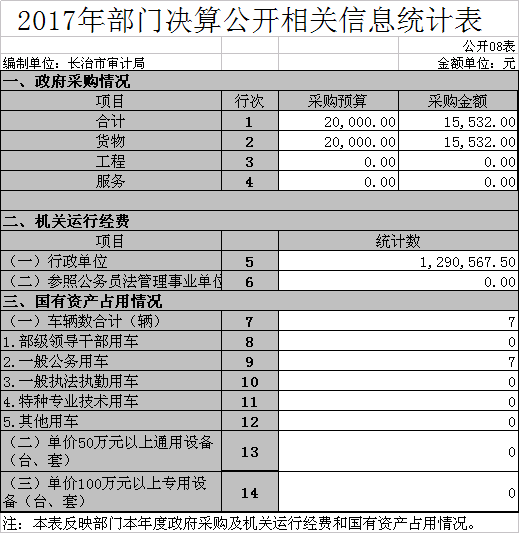 2017年部门决算公开相关信息统计表
公开08表
编制单位：长治市审计局 金额单位：元
一、政府采购情况
项目 行次 采购预算 采购金额
合计 1 20,000.00 15,532.00
货物 2 20,000.00 15,532.00
工程 3 0.00 0.00
服务 4 0.00 0.00
二、机关运行经费
项目 统计数
（一）行政单位 5 1,290,567.50
（二）参照公务员法管理事业单位 6 0.00
三、国有资产占用情况
（一）车辆数合计（辆） 7 7
1.部级领导干部用车 8 0
2.一般公务用车 9 7
3.一般执法执勤用车 10 0
4.特种专业技术用车 11 0
5.其他用车 12 0
（二）单价50万元以上通用设备
（台、套） 13 0
（三）单价100万元以上专用设
备（台、套） 14 0
注：本表反映部门本年度政府采购及机关运行经费和国有资产占用情况。